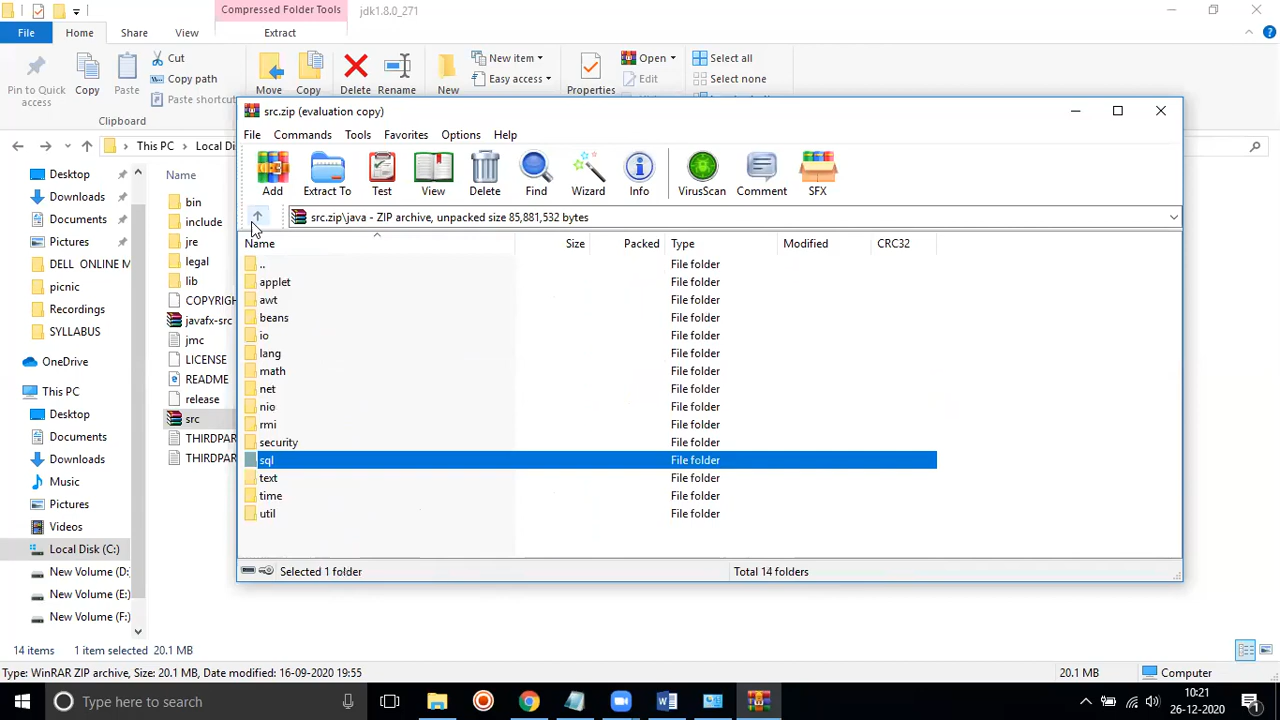 Compressed Folder Tools
jdk1.8.0_271
File
Home
Share
View
Extract
Pin to Quick access
Copy
Paste
Cut
Copy path
Paste shortcut
Clipboard
Move
Copy
Delete
Rename
New
New item
Easy access
Properties
Open
Edit
Select all
Select none
This PC
Local Di
Name
Desktop
Downloads
Documents
Pictures
DELL ONLINE M
picnic
Recordings
SYLLABUS
OneDrive
This PC
Desktop
Documents
Downloads
Music
Pictures
Videos
Local Disk (C:)
New Volume (D:)
New Volume (E:)
New Volume (F:)
bin
include
jre
legal
lib
COPYRIGH
javafx-src
jmc
LICENSE
README
release
src
THIRDPAR
THIRDPAR
src.zip (evaluation copy)
File
Commands
Tools
Favorites
Options
Help
Add
Extract To
Test
View
Delete
Find
Wizard
Info
VirusScan
Comment
SFX
src.zip\java - ZIP archive, unpacked size 85,881,532 bytes
Name Size Packed Type Modified CRC32
.. File folder
applet File folder
awt File folder
beans File folder
io File folder
lang File folder
math File folder
net File folder
nio File folder
rmi File folder
security File folder
sql File folder
text File folder
time File folder
util File folder
Selected 1 folder
Total 14 folders
14 items 1 item selected 20.1 MB
Type: WinRAR ZIP archive, Size: 20.1 MB, Date modified: 16-09-2020 19:55
20.1 MB
Computer
Type here to search
10:21
26-12-2020
1